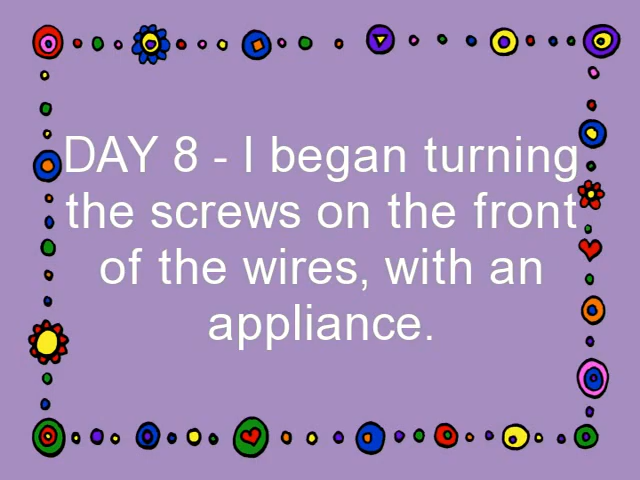 DAY 8 - I began turning
the screws on the front
of the wires, with an
appliance.